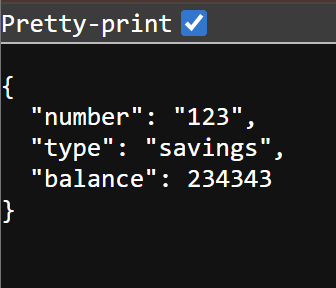 Pretty-print
{
  "number": "123",
  "type": "savings",
  "balance": 234343
}